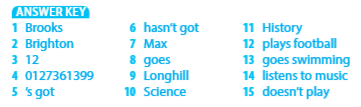 ANSWER KEY
1 Brooks
2 Brighton
3 12
4 0127361399
5 's got
6 hasn't got
7 Max
8 goes
9 Longhill
10 Science
11 History
12 plays football
13 goes swimming
14 listens to music
15 doesn't play